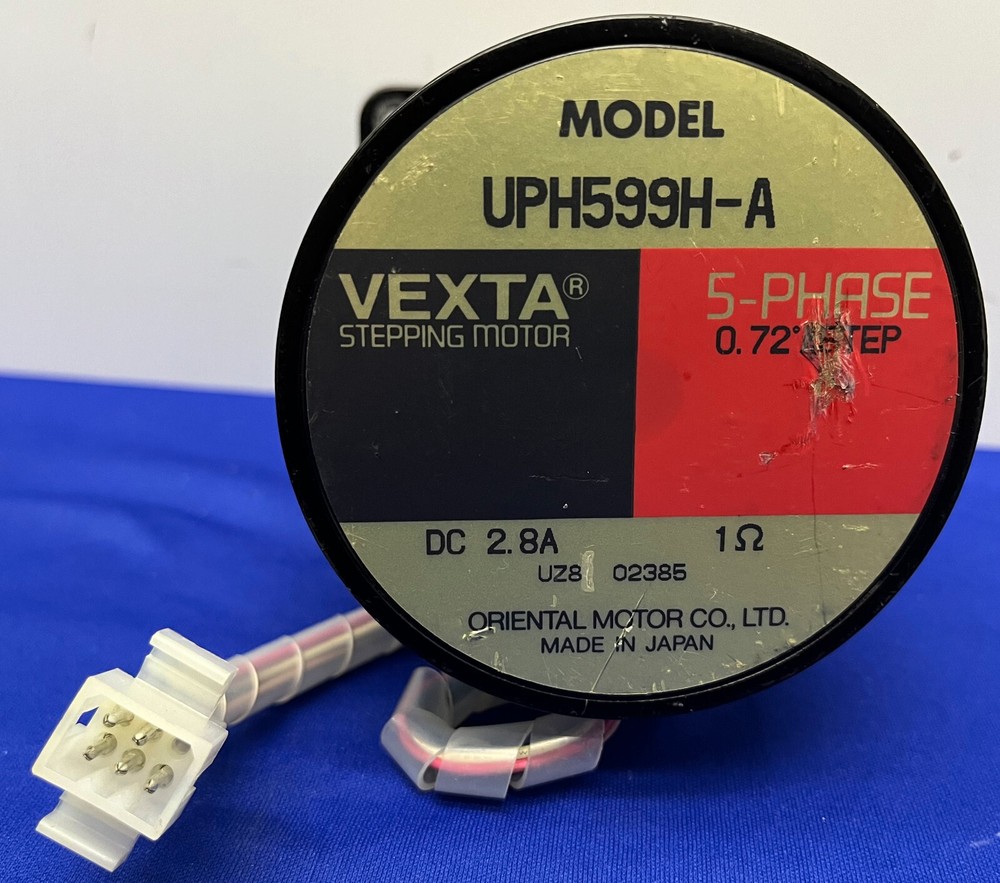 MODEL
UPH599H-A
VEXTA®
STEPPING MOTOR
5-PHASE
0.72°/STEP
DC 2.8A 1Ω
UZ8 02385
ORIENTAL MOTOR CO., LTD.
MADE IN JAPAN